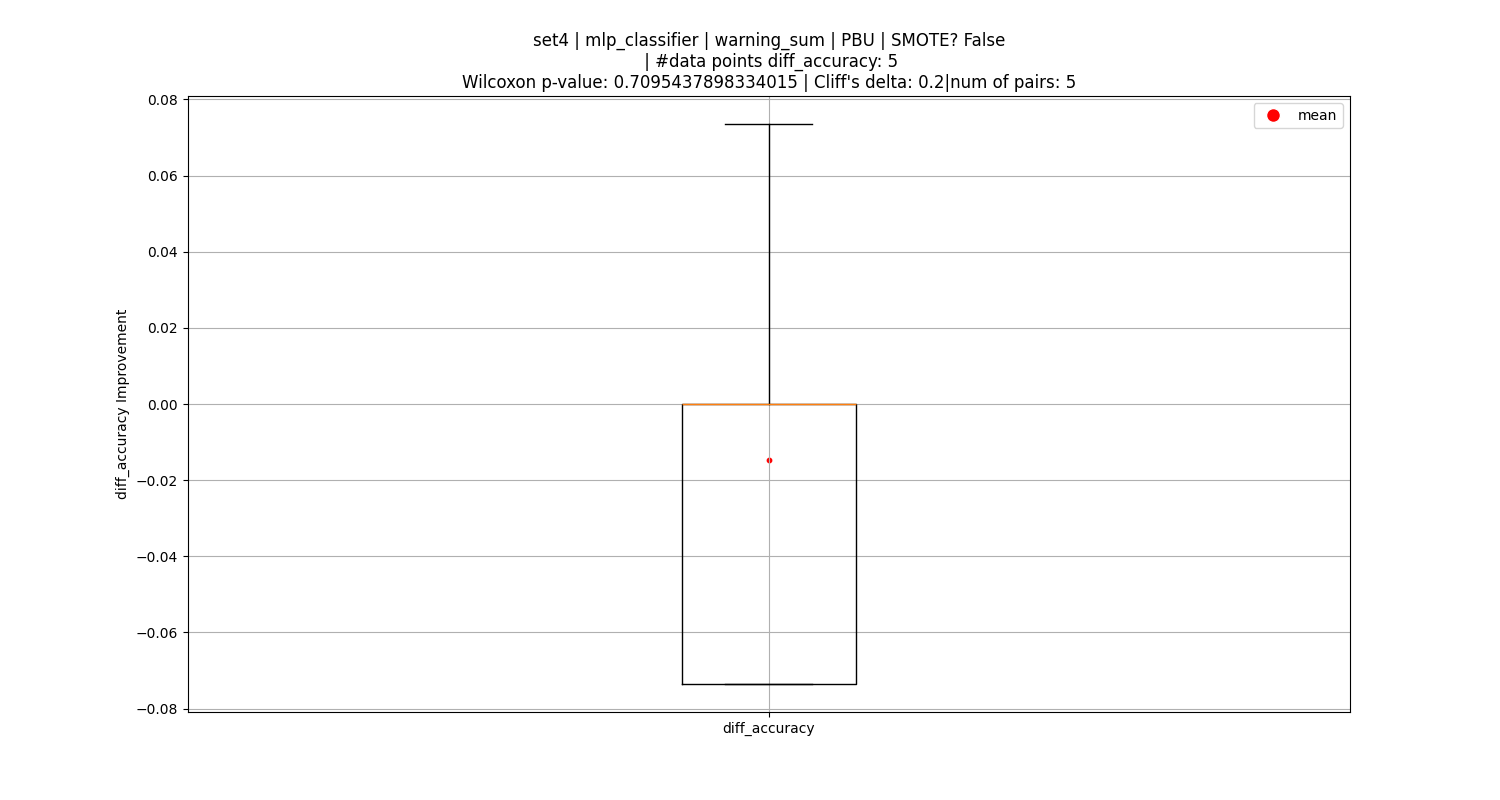 set4 | mlp_classifier | warning_sum | PBU | SMOTE? False
| #data points diff_accuracy: 5
Wilcoxon p-value: 0.7095437898334015 | Cliff's delta: 0.2|num of pairs: 5
0.08
mean
0.06
0.04
0.02
0.00
−0.02
−0.04
−0.06
−0.08
diff_accuracy Improvement
diff_accuracy